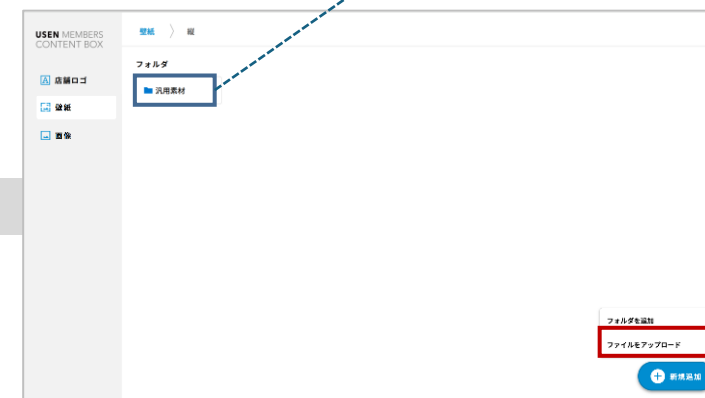 USEN MEMBERS
CONTENT BOX
壁紙 〉 縦
フォルダ
汎用素材
店舗ロゴ
壁紙
画像
フォルダを追加
ファイルをアップロード
新規追加